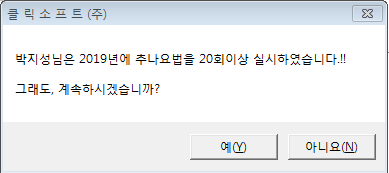 클 릭 소 프 트 (주)
박지성님은 2019년에 추나요법을 20회이상 실시하였습니다.!!
그래도, 계속하시겠습니까?
예(Y)
아니요(N)